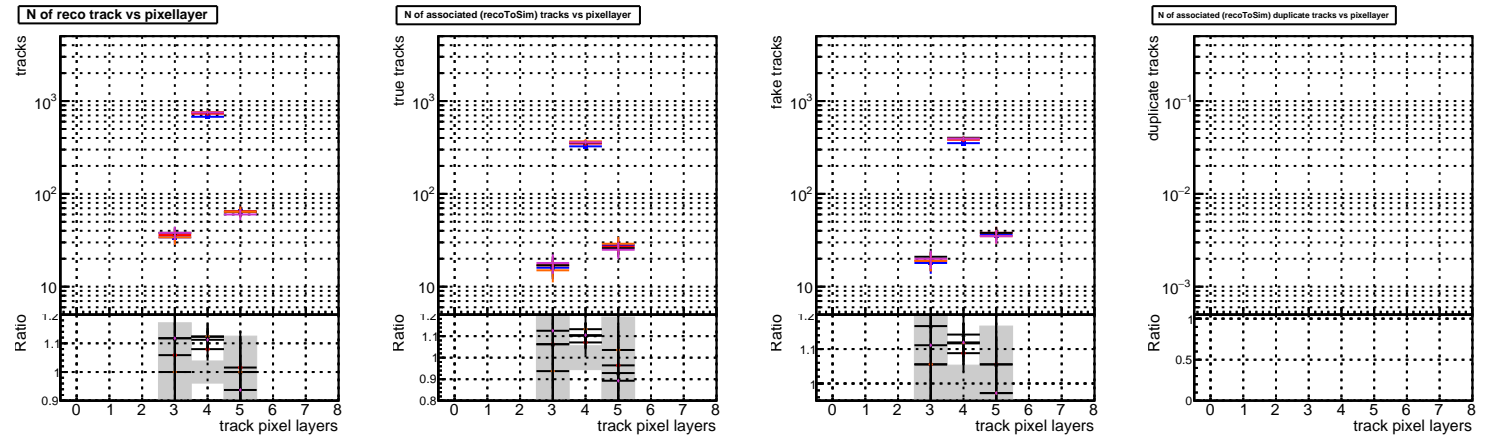 N of reco track vs pixellayer
tracks
10³
10²
10
1.2
1.1
1
0.9
Ratio
0 1 2 3 4 5 6 7 8
track pixel layers
N of associated (recoToSim) tracks vs pixellayer
true tracks
10³
10²
10
1.2
1.1
1
0.9
0.8
Ratio
0 1 2 3 4 5 6 7 8
track pixel layers
fake tracks
10³
10²
10
1.2
1.1
1
Ratio
0 1 2 3 4 5 6 7 8
track pixel layers
N of associated (recoToSim) duplicate tracks vs pixellayer
duplicate tracks
10⁻¹
10⁻²
10⁻³
1
0.5
0
Ratio
0 1 2 3 4 5 6 7 8
track pixel layers